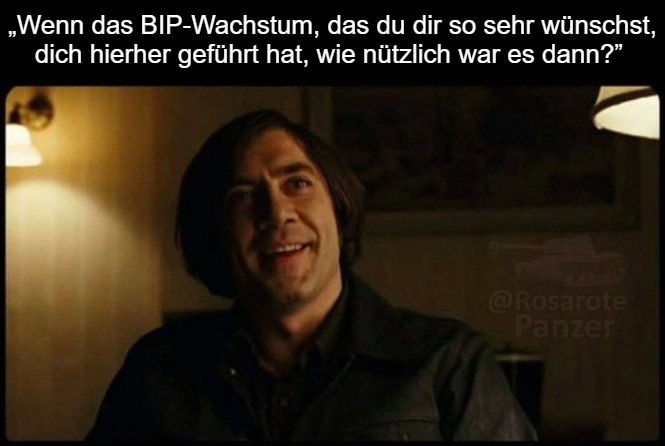 „Wenn das BIP-Wachstum, das du dir so sehr wünschst,
dich hierher geführt hat, wie nützlich war es dann?”
@Rosarote
Panzer